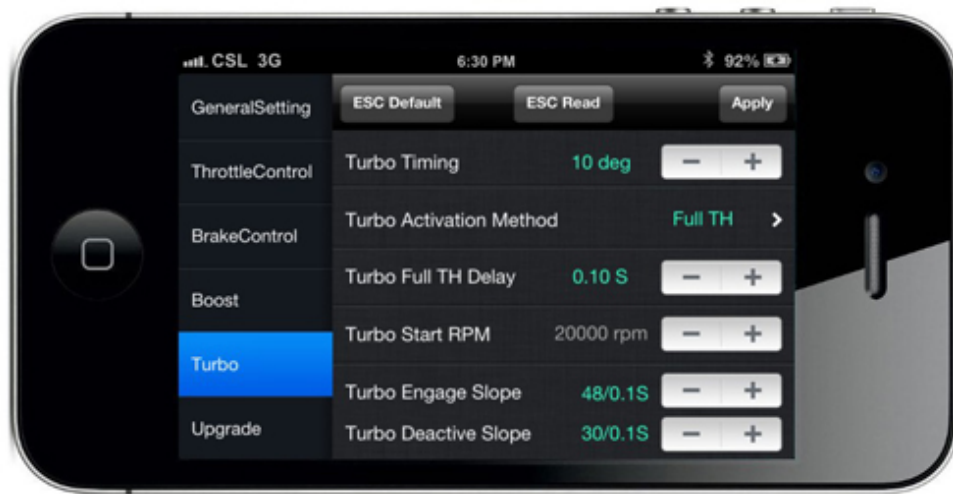 CSL 3G 6:30 PM 92%
ESC Default ESC Read Apply
GeneralSetting
ThrottleControl
BrakeControl
Boost
Turbo
Upgrade
Turbo Timing 10 deg − +
Turbo Activation Method Full TH >
Turbo Full TH Delay 0.10 S − +
Turbo Start RPM 20000 rpm − +
Turbo Engage Slope 48/0.1S − +
Turbo Deactive Slope 30/0.1S − +